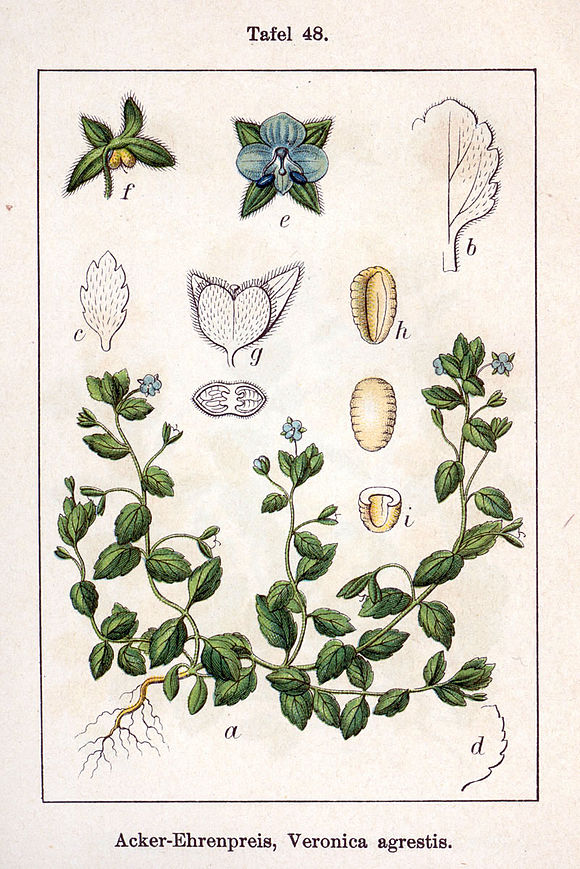 Tafel 48.
f
e
b
c
g
h
i
a
d
Acker-Ehrenpreis, Veronica agrestis.